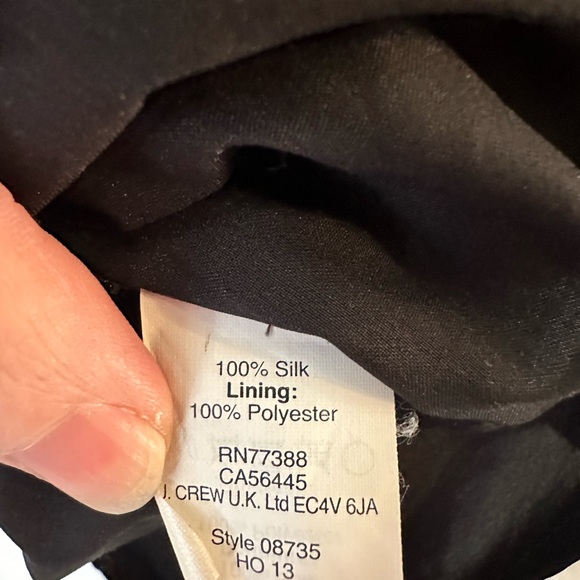 100% Silk
Lining:
100% Polyester
RN77388
CA56445
J. CREW U.K. Ltd EC4V 6JA
Style 08735
HO 13